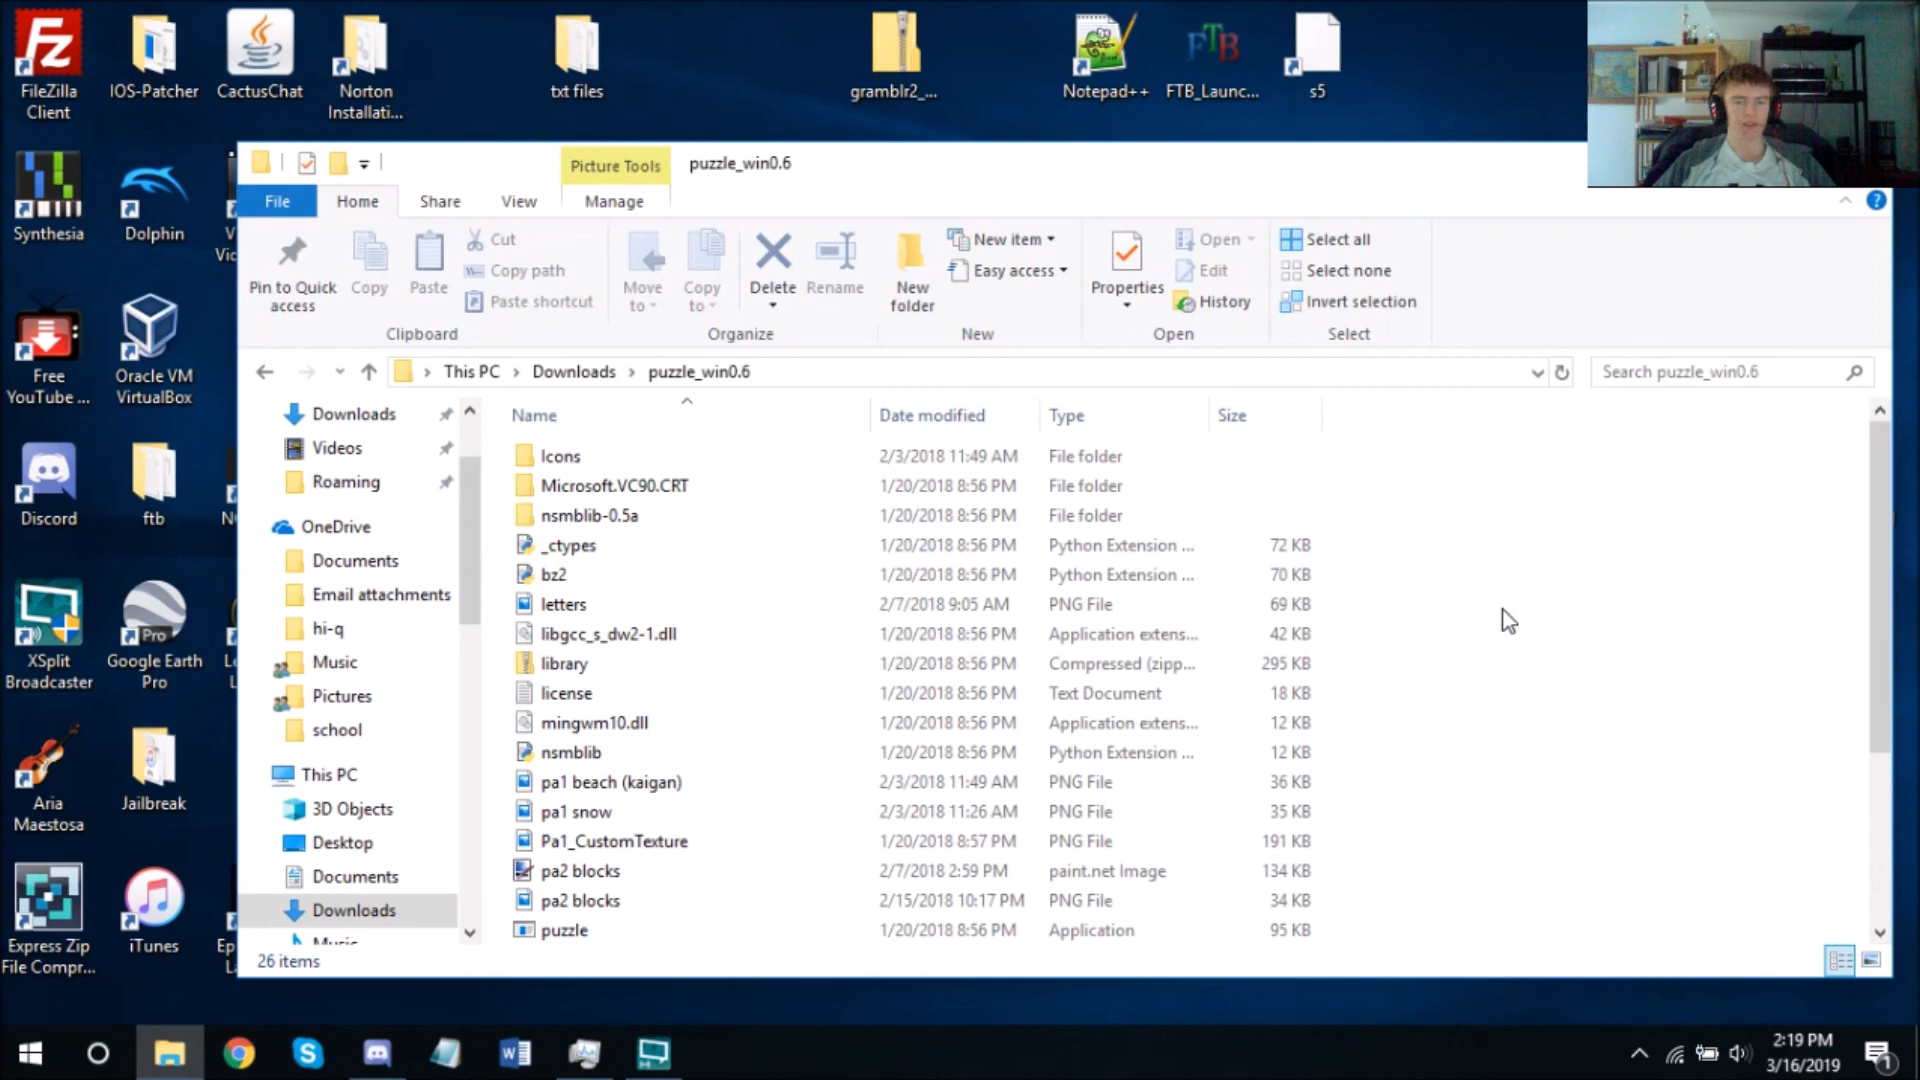 FileZilla
Client
IOS-Patcher
CactusChat
Norton
Installati...
txt files
gramblr2_...
Notepad++
FTB_Launc...
s5
Synthesia
Dolphin
Free
YouTube ...
Oracle VM
VirtualBox
Discord
ftb
XSplit
Broadcaster
Pro
Google Earth
Pro
Aria
Maestosa
Jailbreak
Express Zip
File Compr...
iTunes
Picture Tools
puzzle_win0.6
File
Home
Share
View
Manage
Pin to Quick
access
Copy
Paste
Cut
Copy path
Paste shortcut
Clipboard
Move
to
Copy
to
Delete
Rename
Organize
New
folder
New item
Easy access
New
Properties
Open
Edit
History
Open
Select all
Select none
Invert selection
Select
This PC > Downloads > puzzle_win0.6
Search puzzle_win0.6
Downloads
Videos
Roaming
OneDrive
Documents
Email attachments
hi-q
Music
Pictures
school
This PC
3D Objects
Desktop
Documents
Downloads
Music
Name Date modified Type Size
Icons 2/3/2018 11:49 AM File folder
Microsoft.VC90.CRT 1/20/2018 8:56 PM File folder
nsmblib-0.5a 1/20/2018 8:56 PM File folder
_ctypes 1/20/2018 8:56 PM Python Extension ... 72 KB
bz2 1/20/2018 8:56 PM Python Extension ... 70 KB
letters 2/7/2018 9:05 AM PNG File 69 KB
libgcc_s_dw2-1.dll 1/20/2018 8:56 PM Application extens... 42 KB
library 1/20/2018 8:56 PM Compressed (zipp... 295 KB
license 1/20/2018 8:56 PM Text Document 18 KB
mingwm10.dll 1/20/2018 8:56 PM Application extens... 12 KB
nsmblib 1/20/2018 8:56 PM Python Extension ... 12 KB
pa1 beach (kaigan) 2/3/2018 11:49 AM PNG File 36 KB
pa1 snow 2/3/2018 11:26 AM PNG File 35 KB
Pa1_CustomTexture 1/20/2018 8:57 PM PNG File 191 KB
pa2 blocks 2/7/2018 2:59 PM paint.net Image 134 KB
pa2 blocks 2/15/2018 10:17 PM PNG File 34 KB
puzzle 1/20/2018 8:56 PM Application 95 KB
26 items
2:19 PM
3/16/2019
1